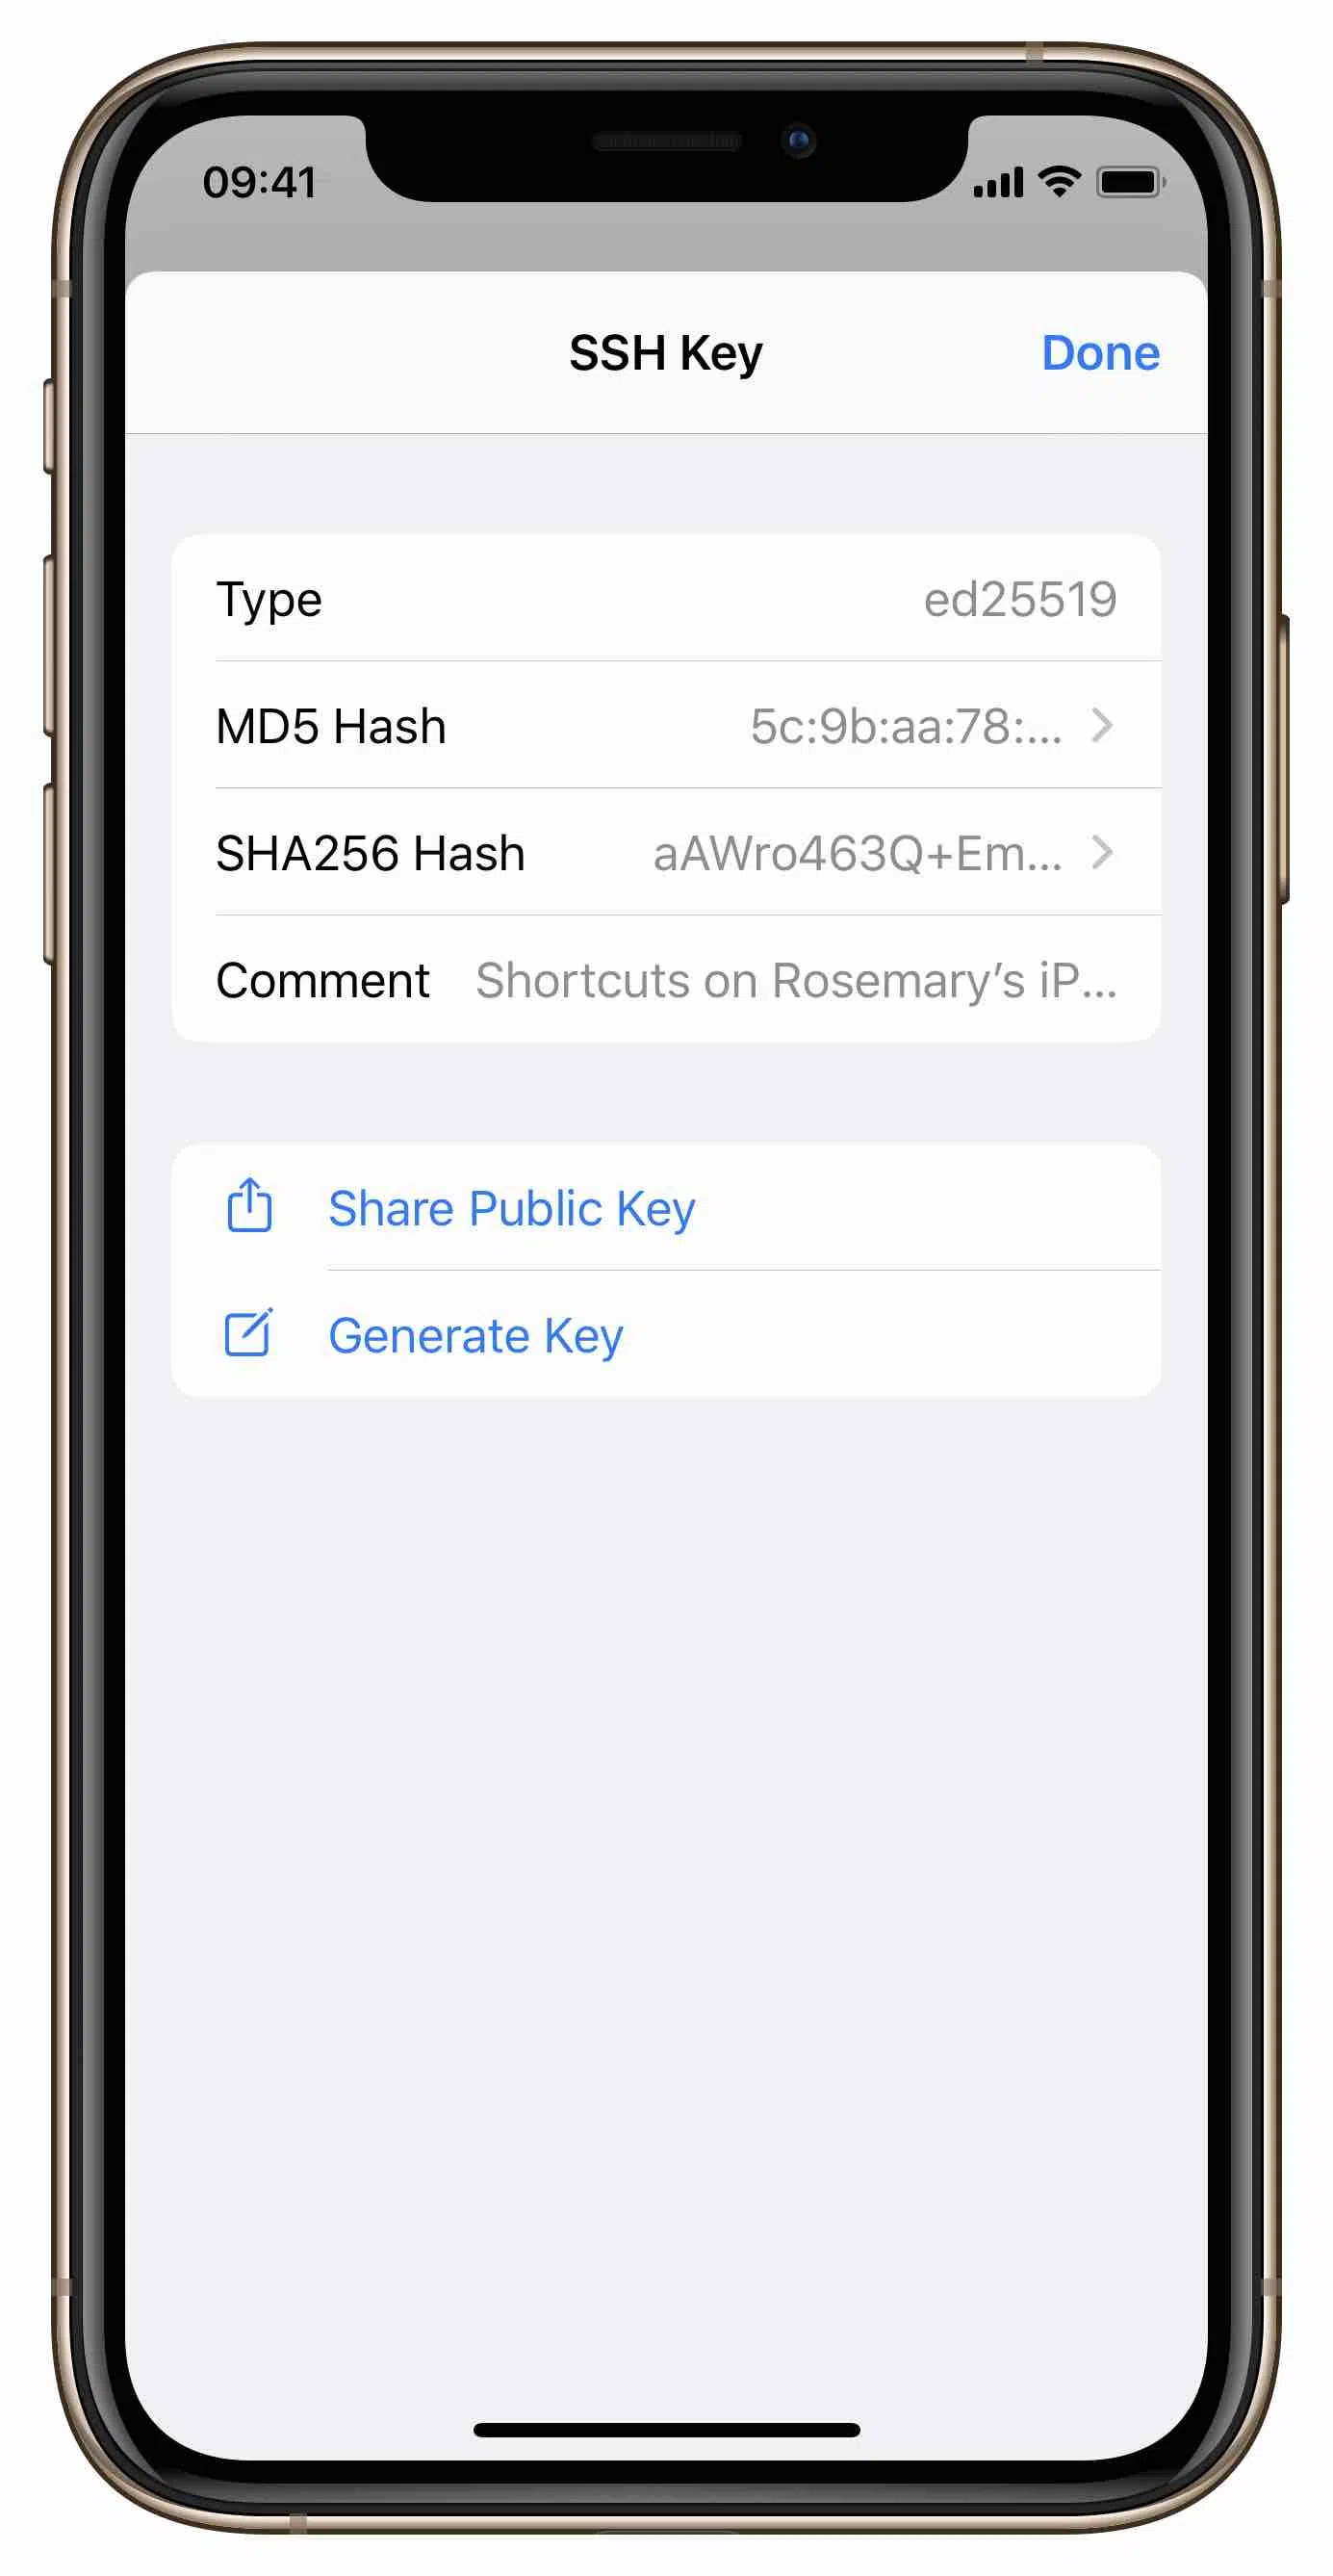 09:41
SSH Key
Done
Type ed25519
MD5 Hash 5c:9b:aa:78:...
SHA256 Hash aAWro463Q+Em...
Comment Shortcuts on Rosemary’s iP...
Share Public Key
Generate Key